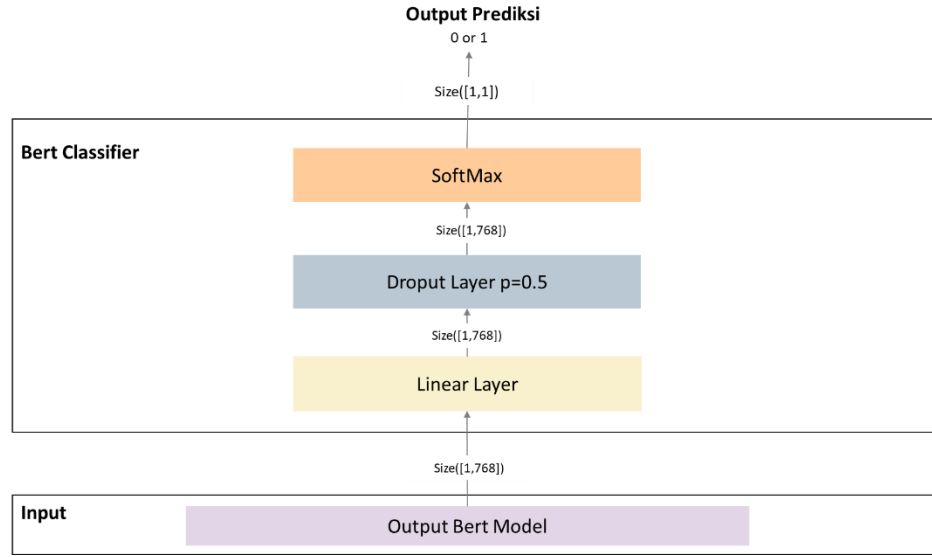 Output Prediksi
0 or 1
Size([1,1])
Bert Classifier
SoftMax
Size([1,768])
Droput Layer p=0.5
Size([1,768])
Linear Layer
Size([1,768])
Input
Output Bert Model